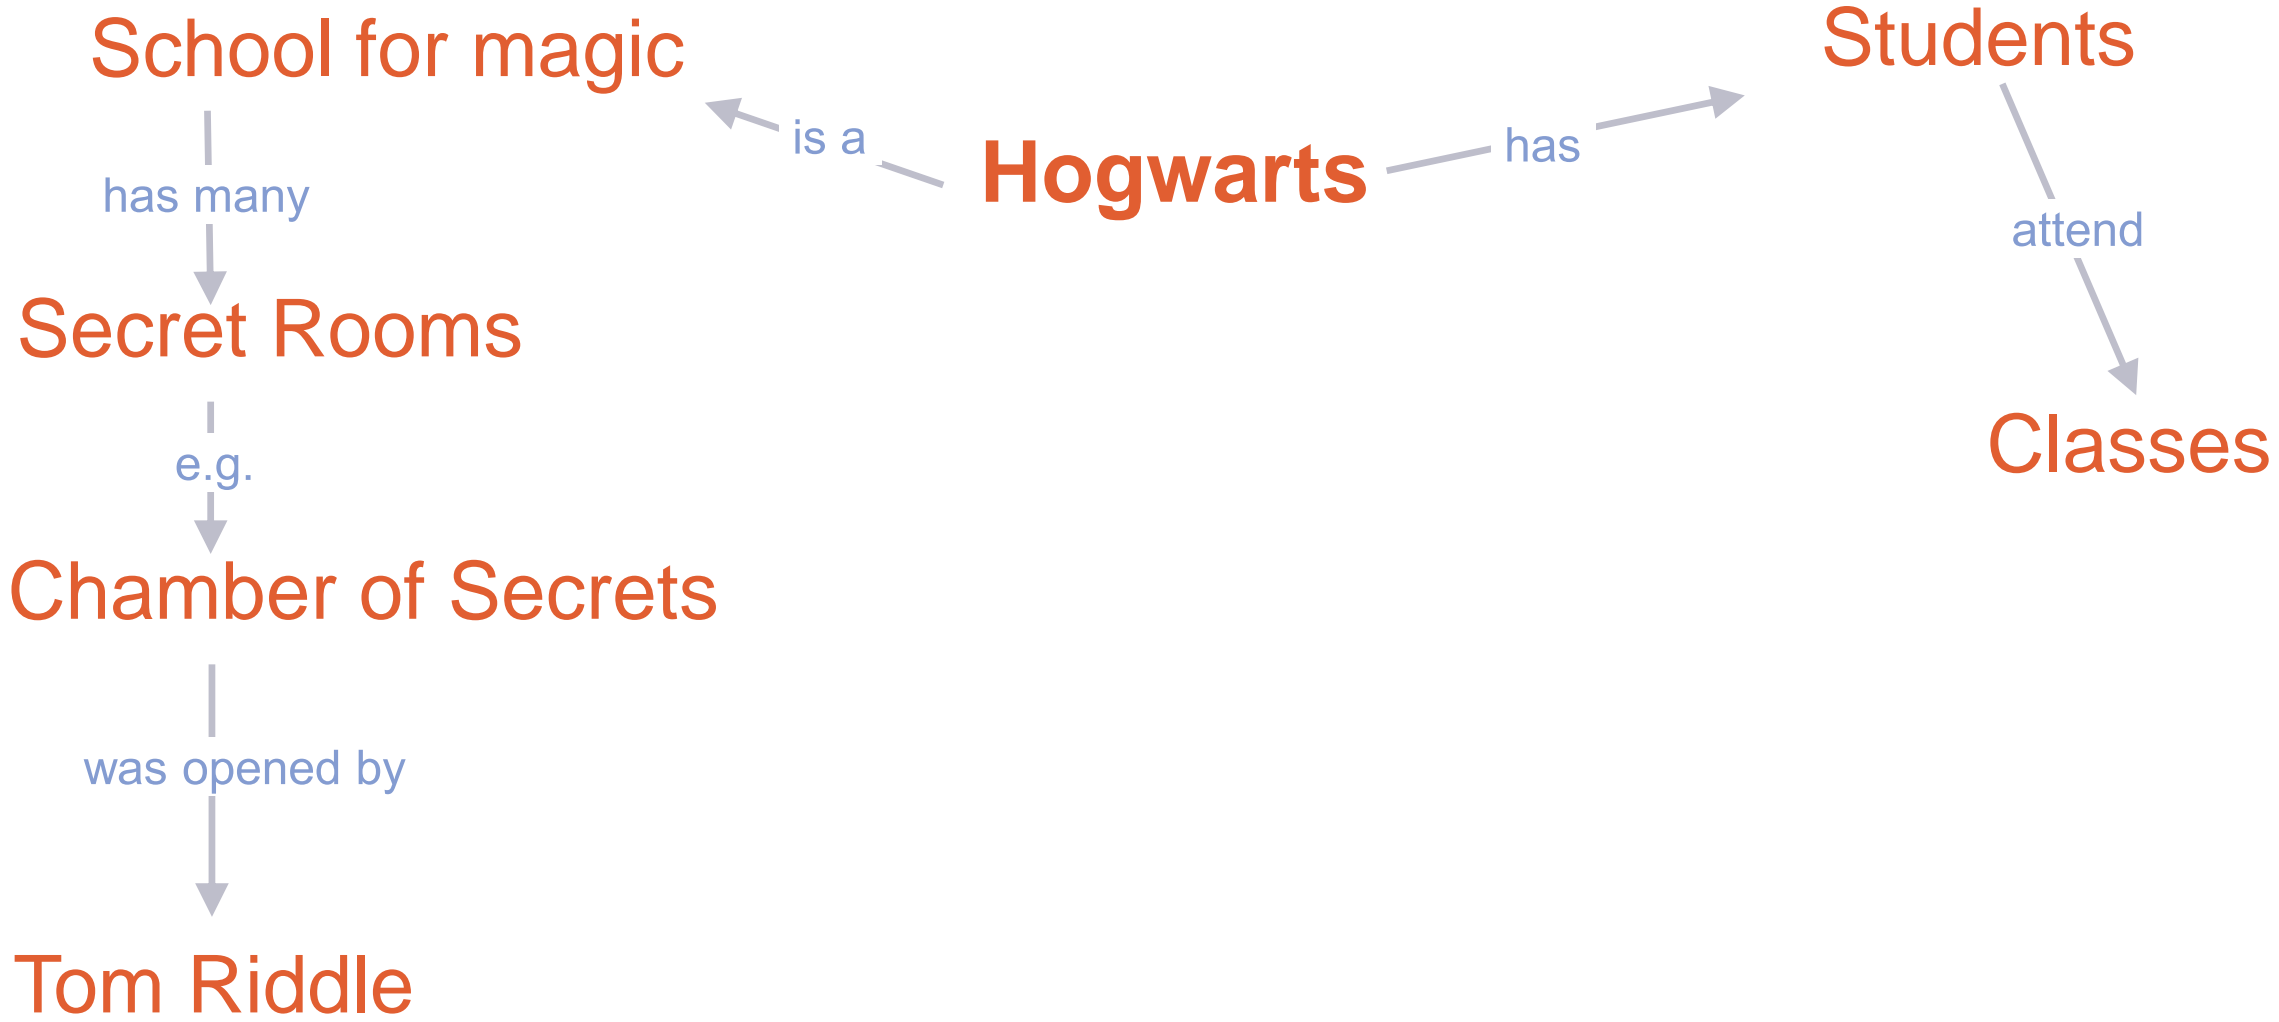 School for magic
is a
Hogwarts
has
Students
has many
attend
Secret Rooms
Classes
e.g.
Chamber of Secrets
was opened by
Tom Riddle